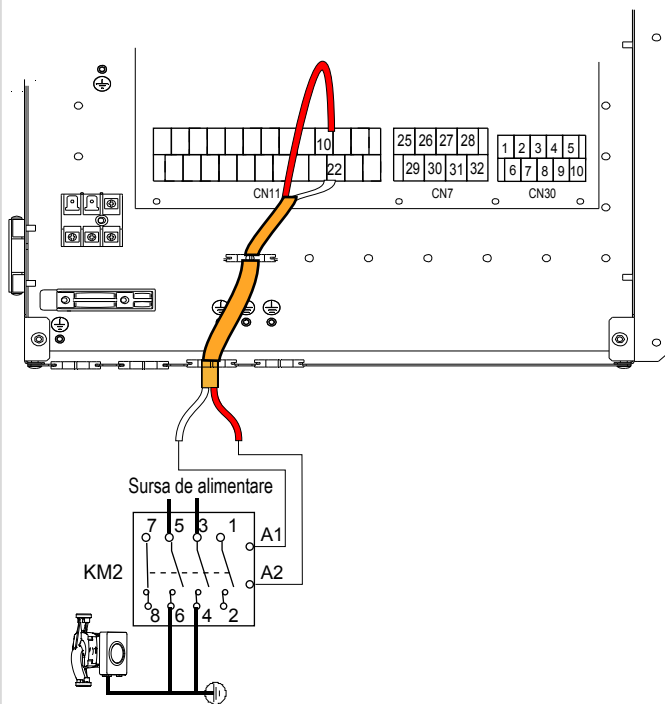 10
25 26 27 28
1 2 3 4 5
22
29 30 31 32
6 7 8 9 10
CN11
CN7
CN30
Sursa de alimentare
7 5 3 1
A1
KM2
A2
8 6 4 2